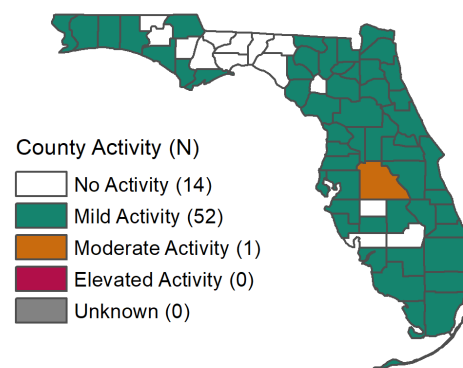 County Activity (N)
No Activity (14)
Mild Activity (52)
Moderate Activity (1)
Elevated Activity (0)
Unknown (0)